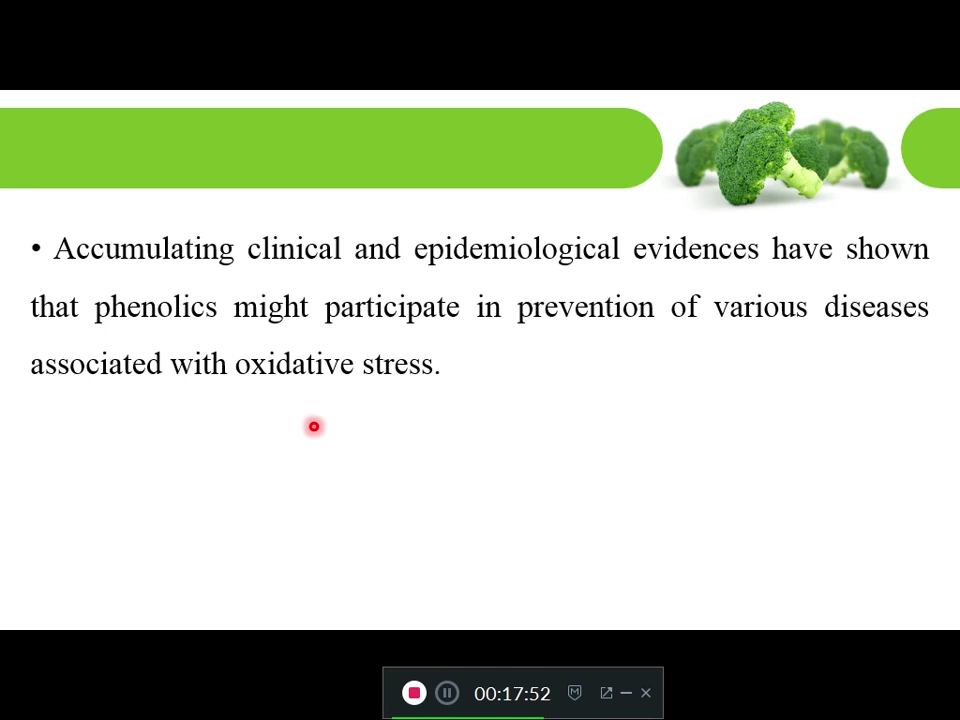 • Accumulating clinical and epidemiological evidences have shown
that phenolics might participate in prevention of various diseases
associated with oxidative stress.
00:17:52